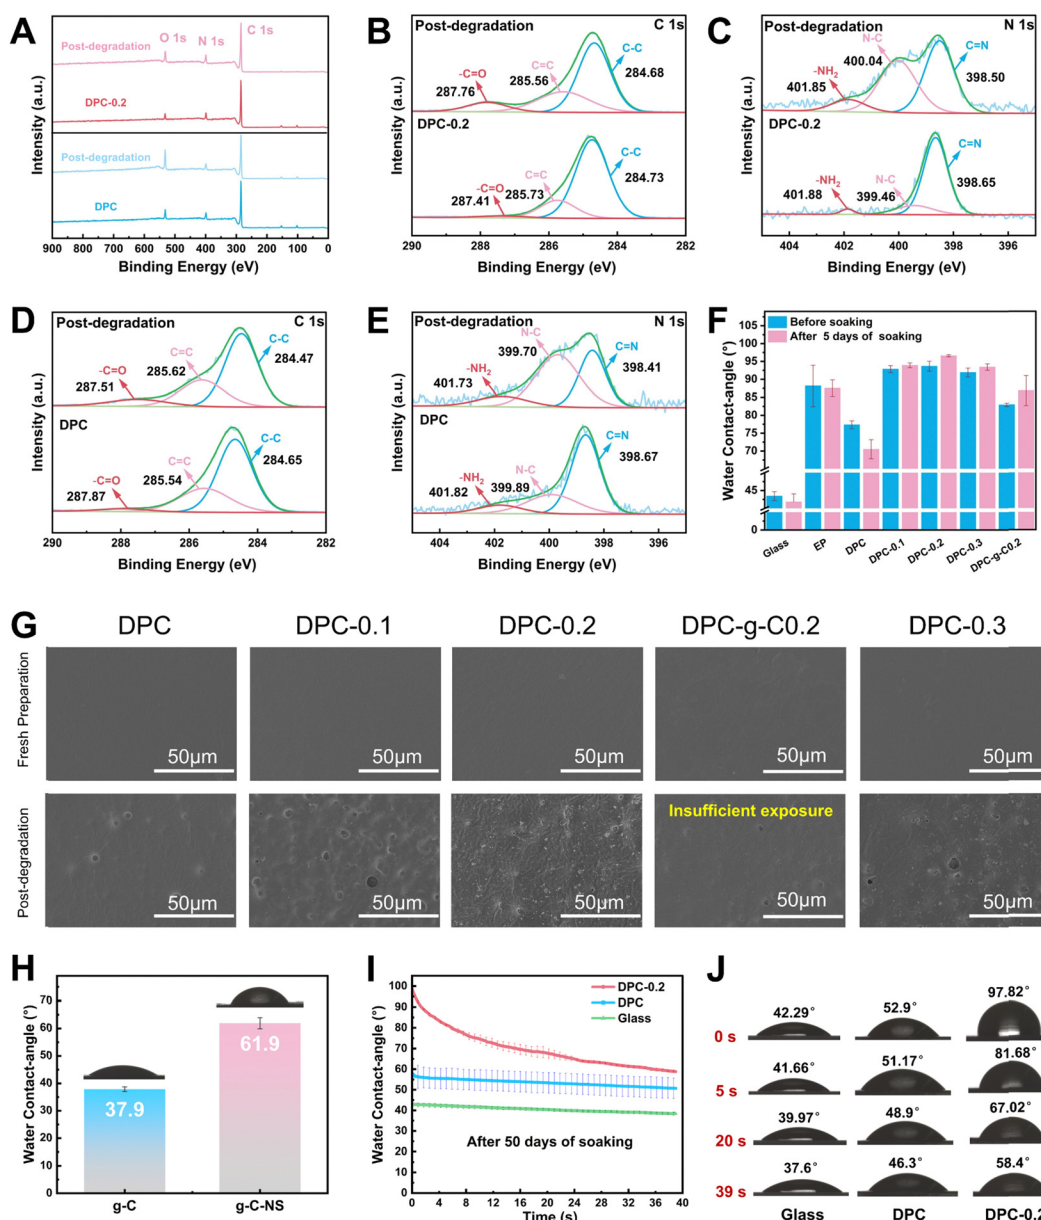 A
Post-degradation
O 1s
N 1s
C 1s
DPC-0.2
Post-degradation
DPC
Intensity (a.u.)
900 800 700 600 500 400 300 200 100 0
Binding Energy (eV)
B
Post-degradation
C 1s
-C=O
287.76
C=C
285.56
C-C
284.68
DPC-0.2
-C=O
287.41
C=C
285.73
C-C
284.73
Intensity (a.u.)
290 288 286 284 282
Binding Energy (eV)
C
Post-degradation
N 1s
-NH2
401.85
N-C
400.04
C=N
398.50
DPC-0.2
-NH2
401.88
N-C
399.46
C=N
398.65
Intensity (a.u.)
404 402 400 398 396
Binding Energy (eV)
D
Post-degradation
C 1s
-C=O
287.51
C=C
285.62
C-C
284.47
DPC
-C=O
287.87
C=C
285.54
C-C
284.65
Intensity (a.u.)
290 288 286 284 282
Binding Energy (eV)
E
Post-degradation
N 1s
-NH2
401.73
N-C
399.70
C=N
398.41
DPC
-NH2
401.82
N-C
399.89
C=N
398.67
Intensity (a.u.)
404 402 400 398 396
Binding Energy (eV)
F
Before soaking
After 5 days of soaking
Water Contact-angle (°)
105
100
95
90
85
80
75
70
45
0
Glass EP DPC DPC-0.1 DPC-0.2 DPC-0.3 DPC-g-C0.2
G
DPC DPC-0.1 DPC-0.2 DPC-g-C0.2 DPC-0.3
Fresh Preparation
50μm 50μm 50μm 50μm 50μm
Post-degradation
Insufficient exposure
50μm 50μm 50μm 50μm 50μm
H
Water Contact-angle (°)
70
60
50
40
30
20
10
0
37.9
61.9
g-C g-C-NS
I
Water Contact-angle (°)
100
90
80
70
60
50
40
30
20
10
0
DPC-0.2
DPC
Glass
After 50 days of soaking
0 4 8 12 16 20 24 28 32 36 40
Time (s)
J
0 s
42.29° 52.9° 97.82°
5 s
41.66° 51.17° 81.68°
20 s
39.97° 48.9° 67.02°
39 s
37.6° 46.3° 58.4°
Glass DPC DPC-0.2